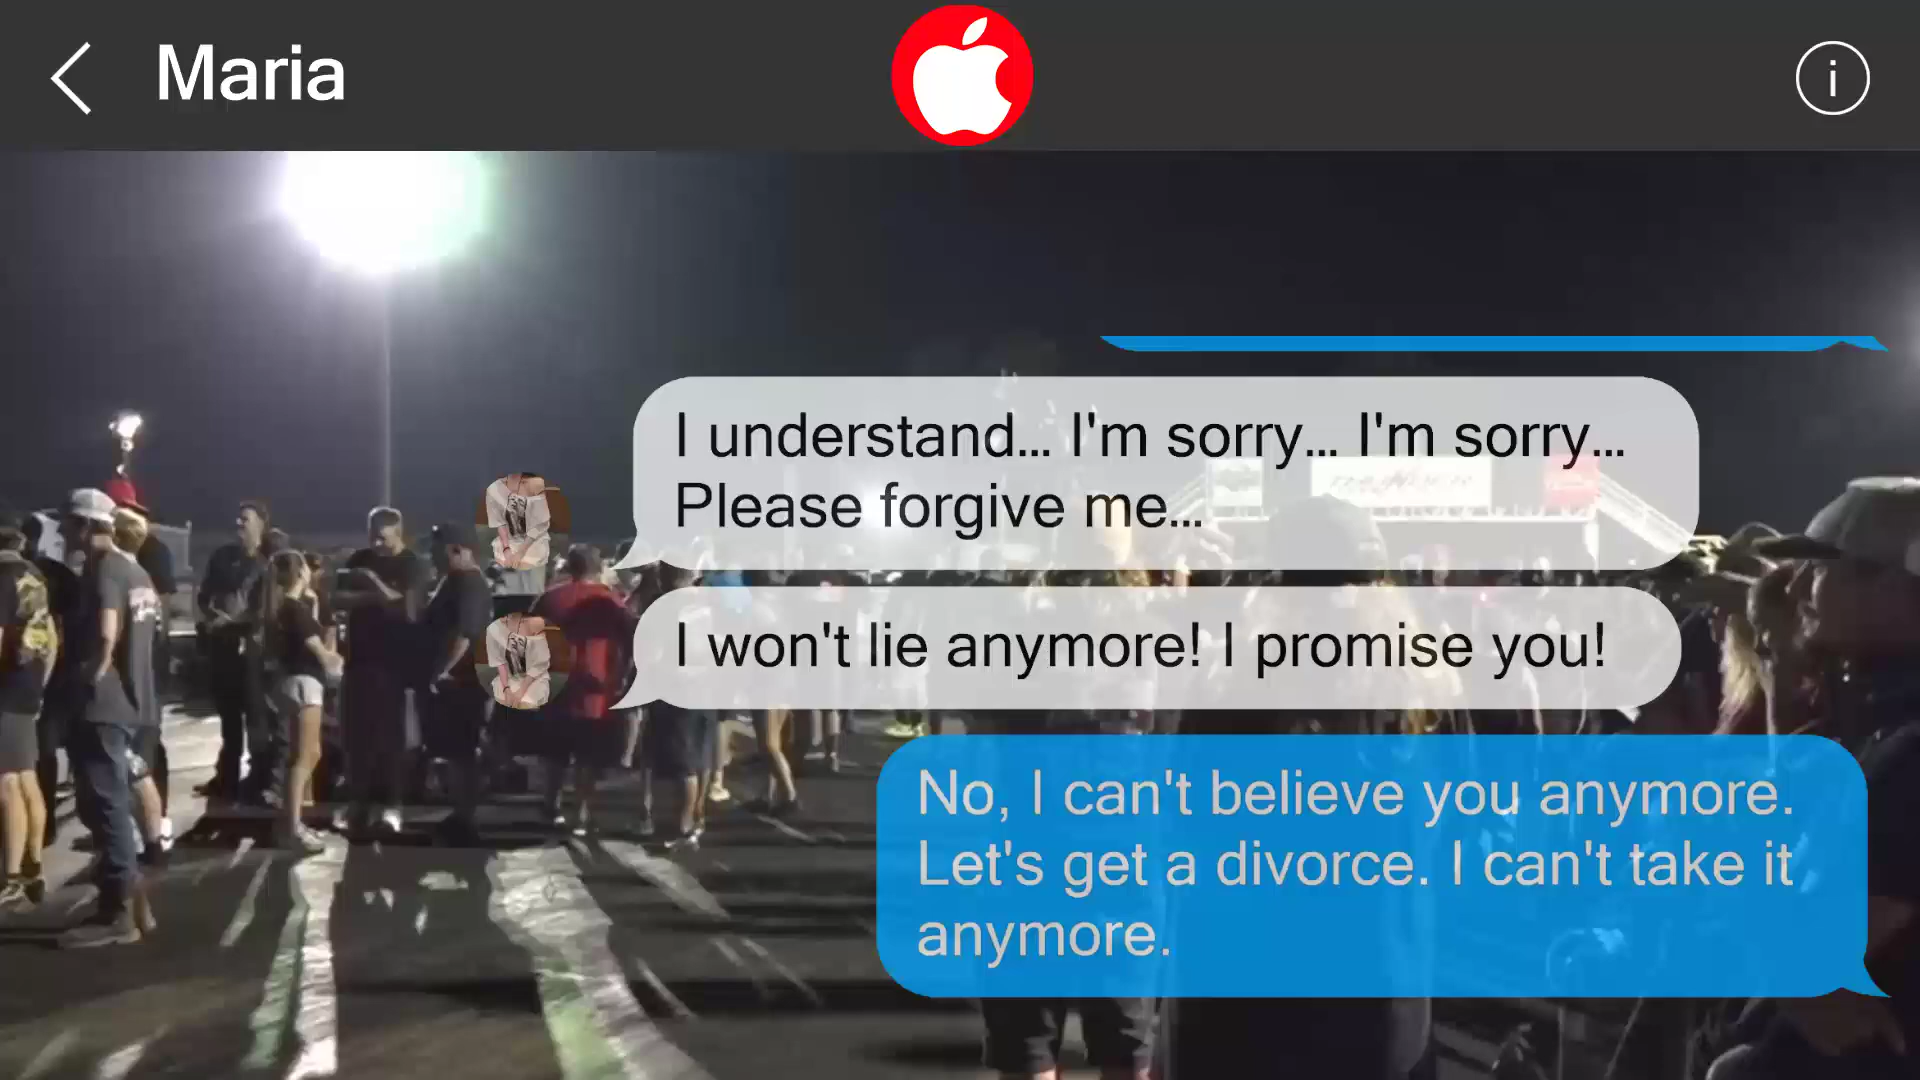 Maria
I understand... I'm sorry... I'm sorry...
Please forgive me...
I won't lie anymore! I promise you!
No, I can't believe you anymore.
Let's get a divorce. I can't take it
anymore.